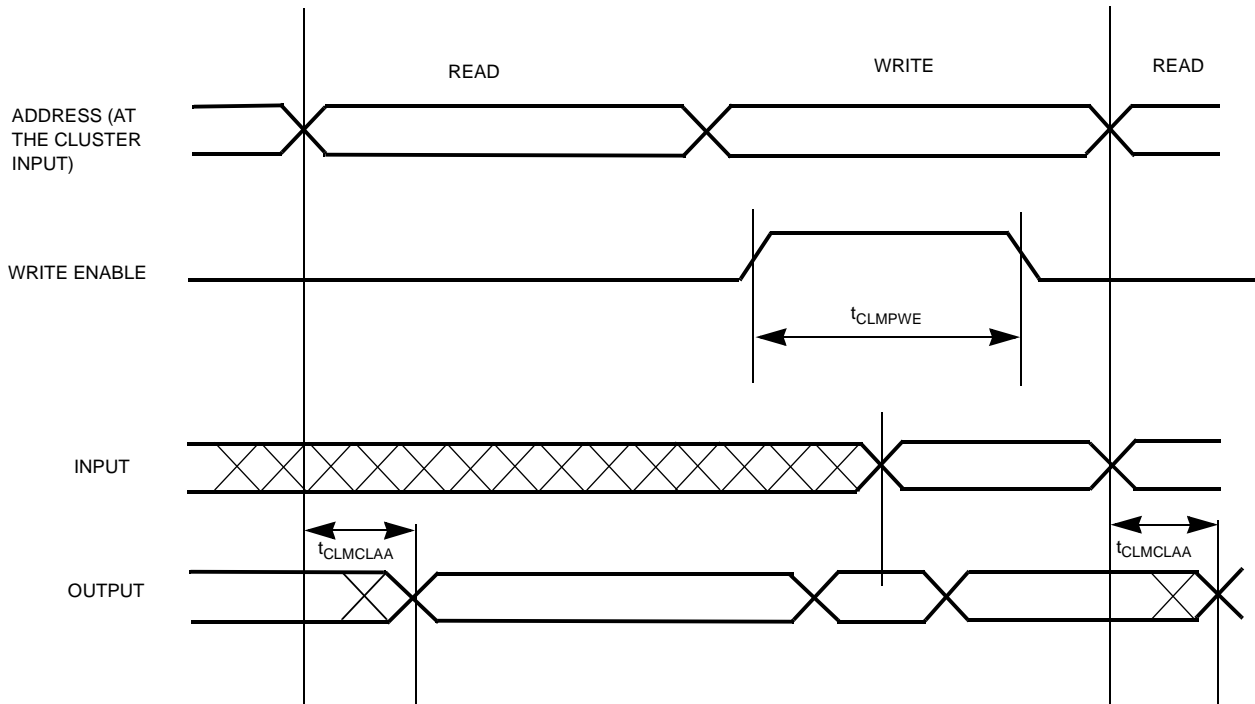 READ
WRITE
READ
ADDRESS (AT
THE CLUSTER
INPUT)
WRITE ENABLE
tCLMPWE
INPUT
tCLMCLAA
tCLMCLAA
OUTPUT